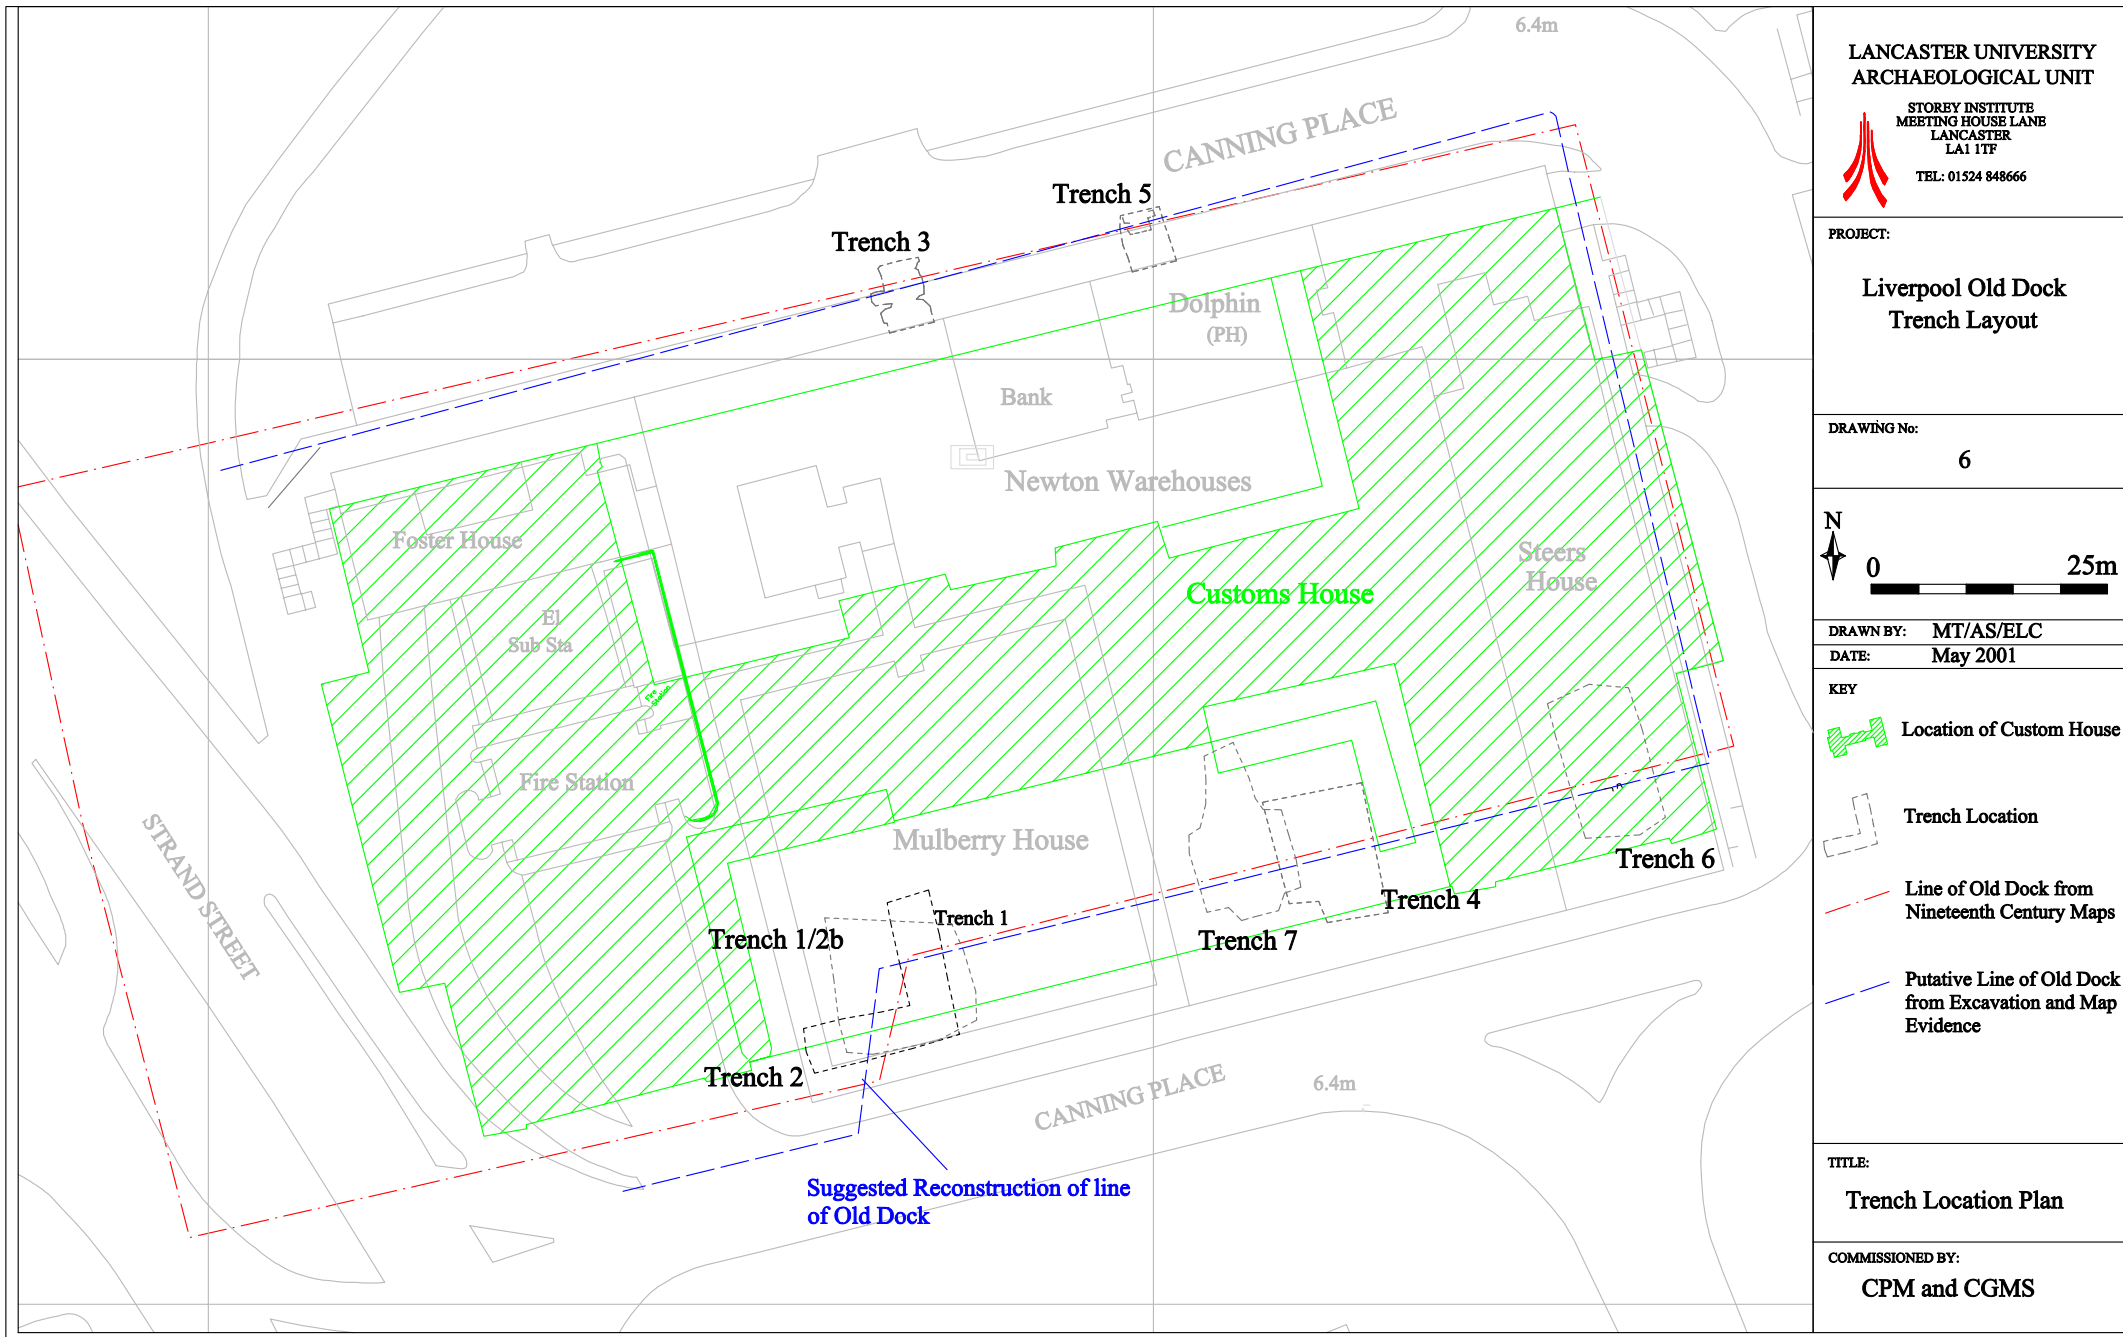 6.4m
CANNING PLACE
Trench 5
Trench 3
Dolphin
(PH)
Bank
Newton Warehouses
Foster House
Customs House
Steers
House
El
Sub Sta
Fire
Station
Fire Station
Mulberry House
STRAND STREET
Trench 1
Trench 1/2b
Trench 7
Trench 4
Trench 6
Trench 2
CANNING PLACE
6.4m
Suggested Reconstruction of line
of Old Dock
LANCASTER UNIVERSITY
ARCHAEOLOGICAL UNIT
STOREY INSTITUTE
MEETING HOUSE LANE
LANCASTER
LA1 1TF
TEL: 01524 848666
PROJECT:
Liverpool Old Dock
Trench Layout
DRAWING No:
6
N
0 25m
DRAWN BY: MT/AS/ELC
DATE: May 2001
KEY
Location of Custom House
Trench Location
Line of Old Dock from
Nineteenth Century Maps
Putative Line of Old Dock
from Excavation and Map
Evidence
TITLE:
Trench Location Plan
COMMISSIONED BY:
CPM and CGMS